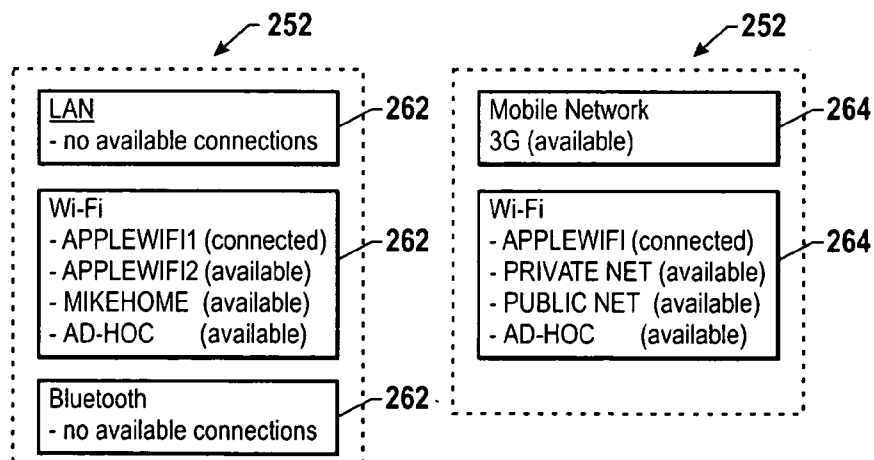 252
LAN
- no available connections
262
Wi-Fi
- APPLEWIFI1 (connected)
- APPLEWIFI2 (available)
- MIKEHOME (available)
- AD-HOC (available)
262
Bluetooth
- no available connections
262
252
Mobile Network
3G (available)
264
Wi-Fi
- APPLEWIFI (connected)
- PRIVATE NET (available)
- PUBLIC NET (available)
- AD-HOC (available)
264